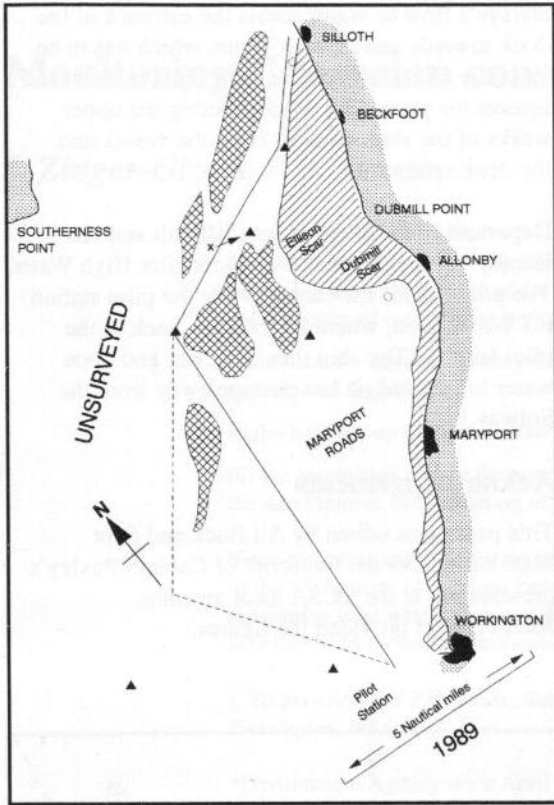 SILLOTH
BECKFOOT
DUBMILL POINT
SOUTHERNESS
POINT
Ellison
Scar
Dubmill
Scar
ALLONBY
x
UNSURVEYED
MARYPORT
ROADS
MARYPORT
N
WORKINGTON
Pilot
Station
5 Nautical miles
1989